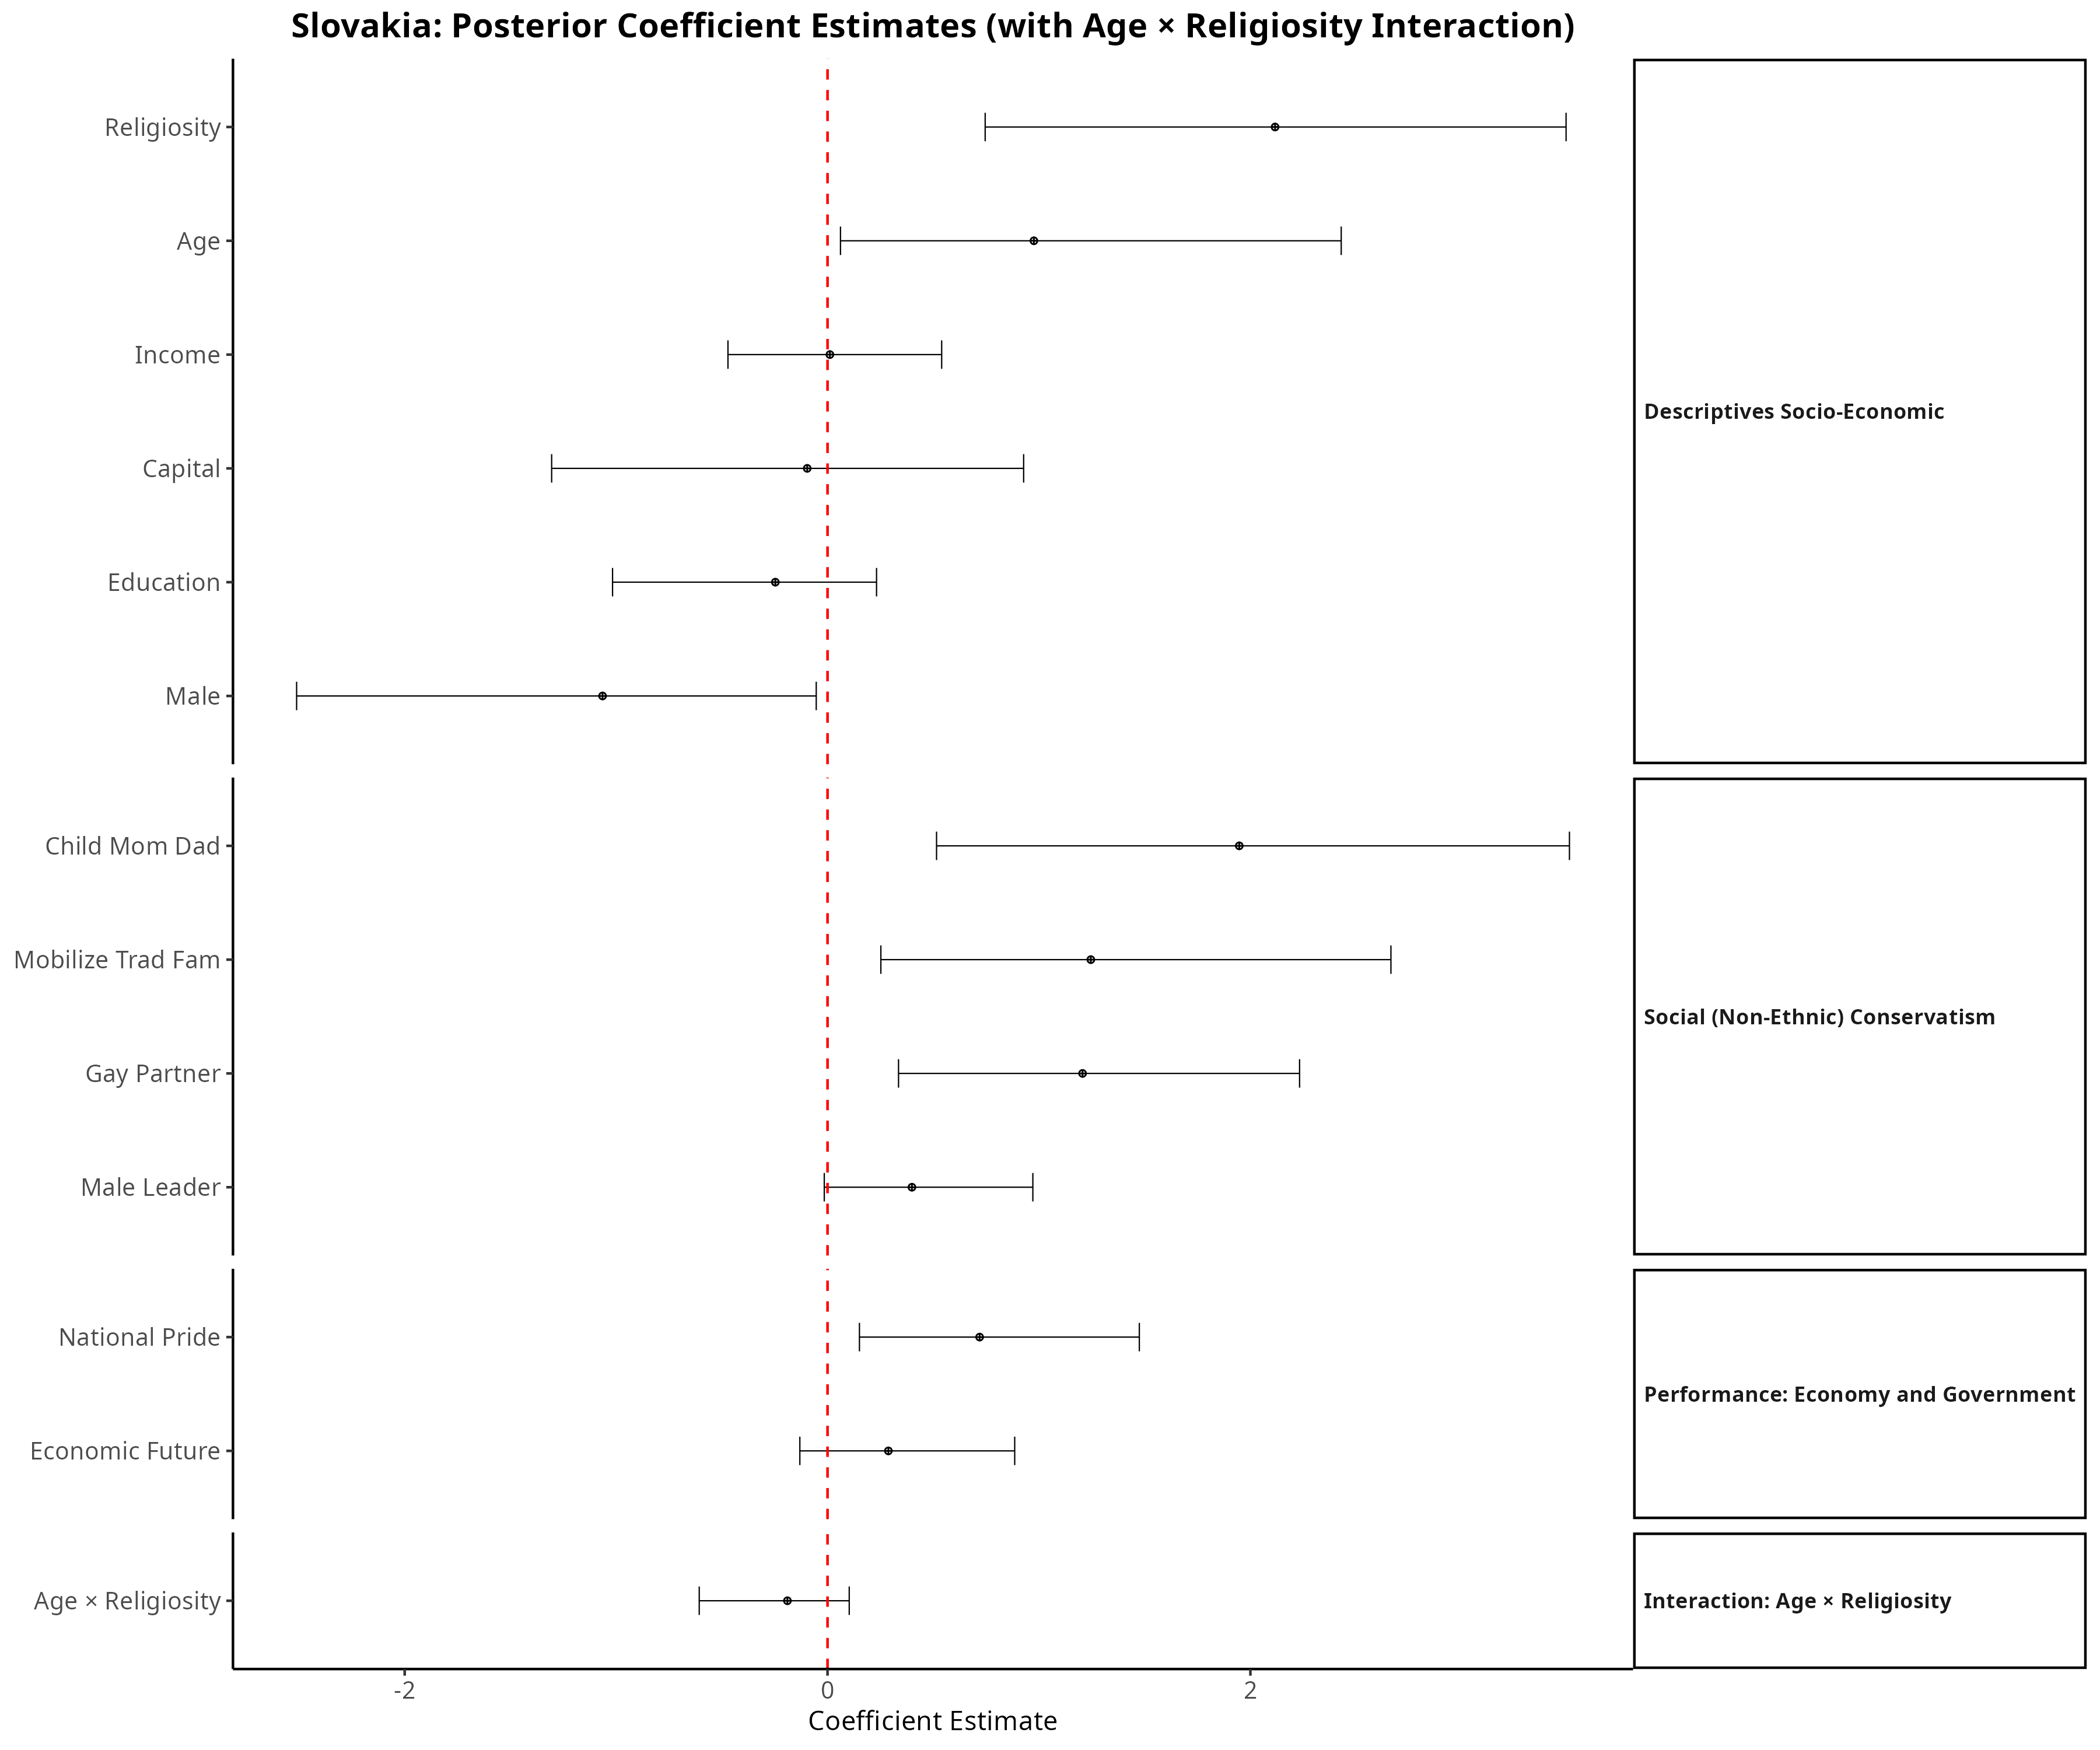 Slovakia: Posterior Coefficient Estimates (with Age × Religiosity Interaction)
Religiosity
Age
Income
Capital
Education
Male
Descriptives Socio-Economic
Child Mom Dad
Mobilize Trad Fam
Gay Partner
Male Leader
Social (Non-Ethnic) Conservatism
National Pride
Economic Future
Performance: Economy and Government
Age × Religiosity
Interaction: Age × Religiosity
-2 0 2
Coefficient Estimate